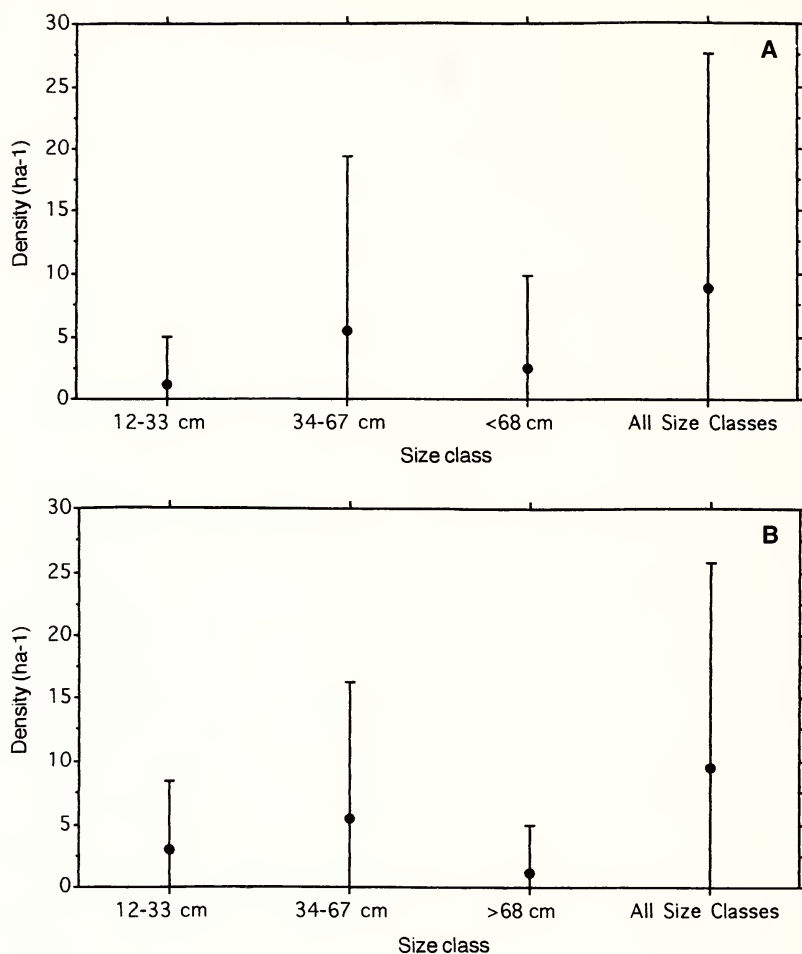 A
30
25
20
15
10
5
0
Density (ha-1)
12-33 cm 34-67 cm <68 cm All Size Classes
Size class
B
30
25
20
15
10
5
0
Density (ha-1)
12-33 cm 34-67 cm >68 cm All Size Classes
Size class